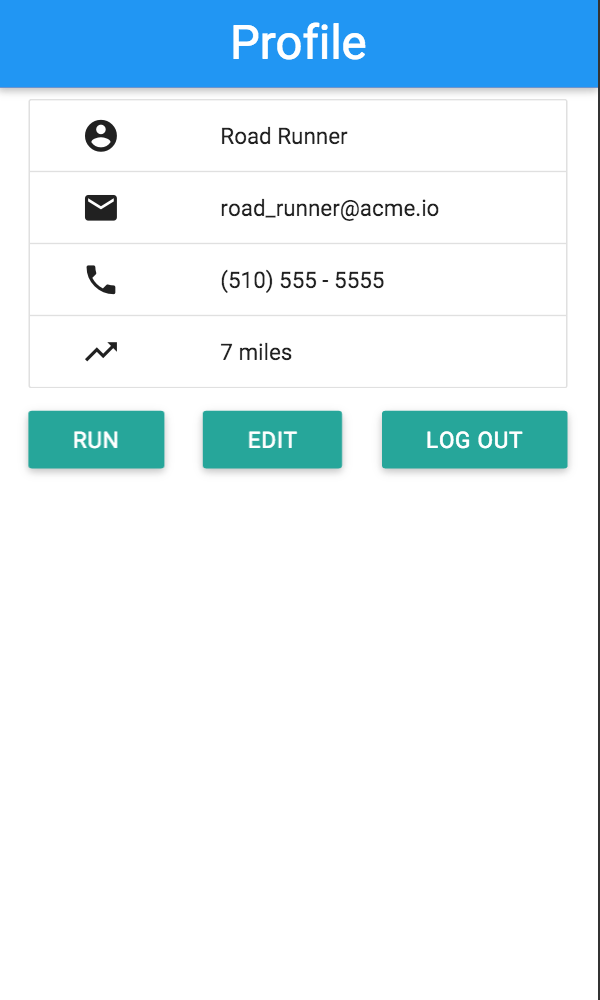 Profile
Road Runner
road_runner@acme.io
(510) 555 - 5555
7 miles
RUN EDIT LOG OUT